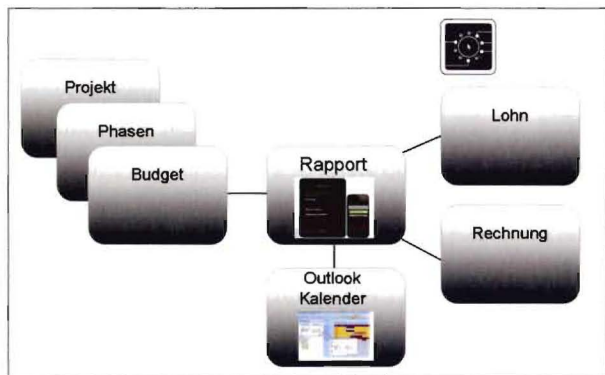 Projekt
Phasen
Budget
Rapport
Outlook
Kalender
Lohn
Rechnung